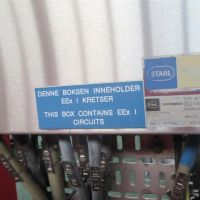 DENNE BOKSEN INNEHOLDER
EEx I KRETSER
THIS BOX CONTAINS EEx I
CIRCUITS
STAHL